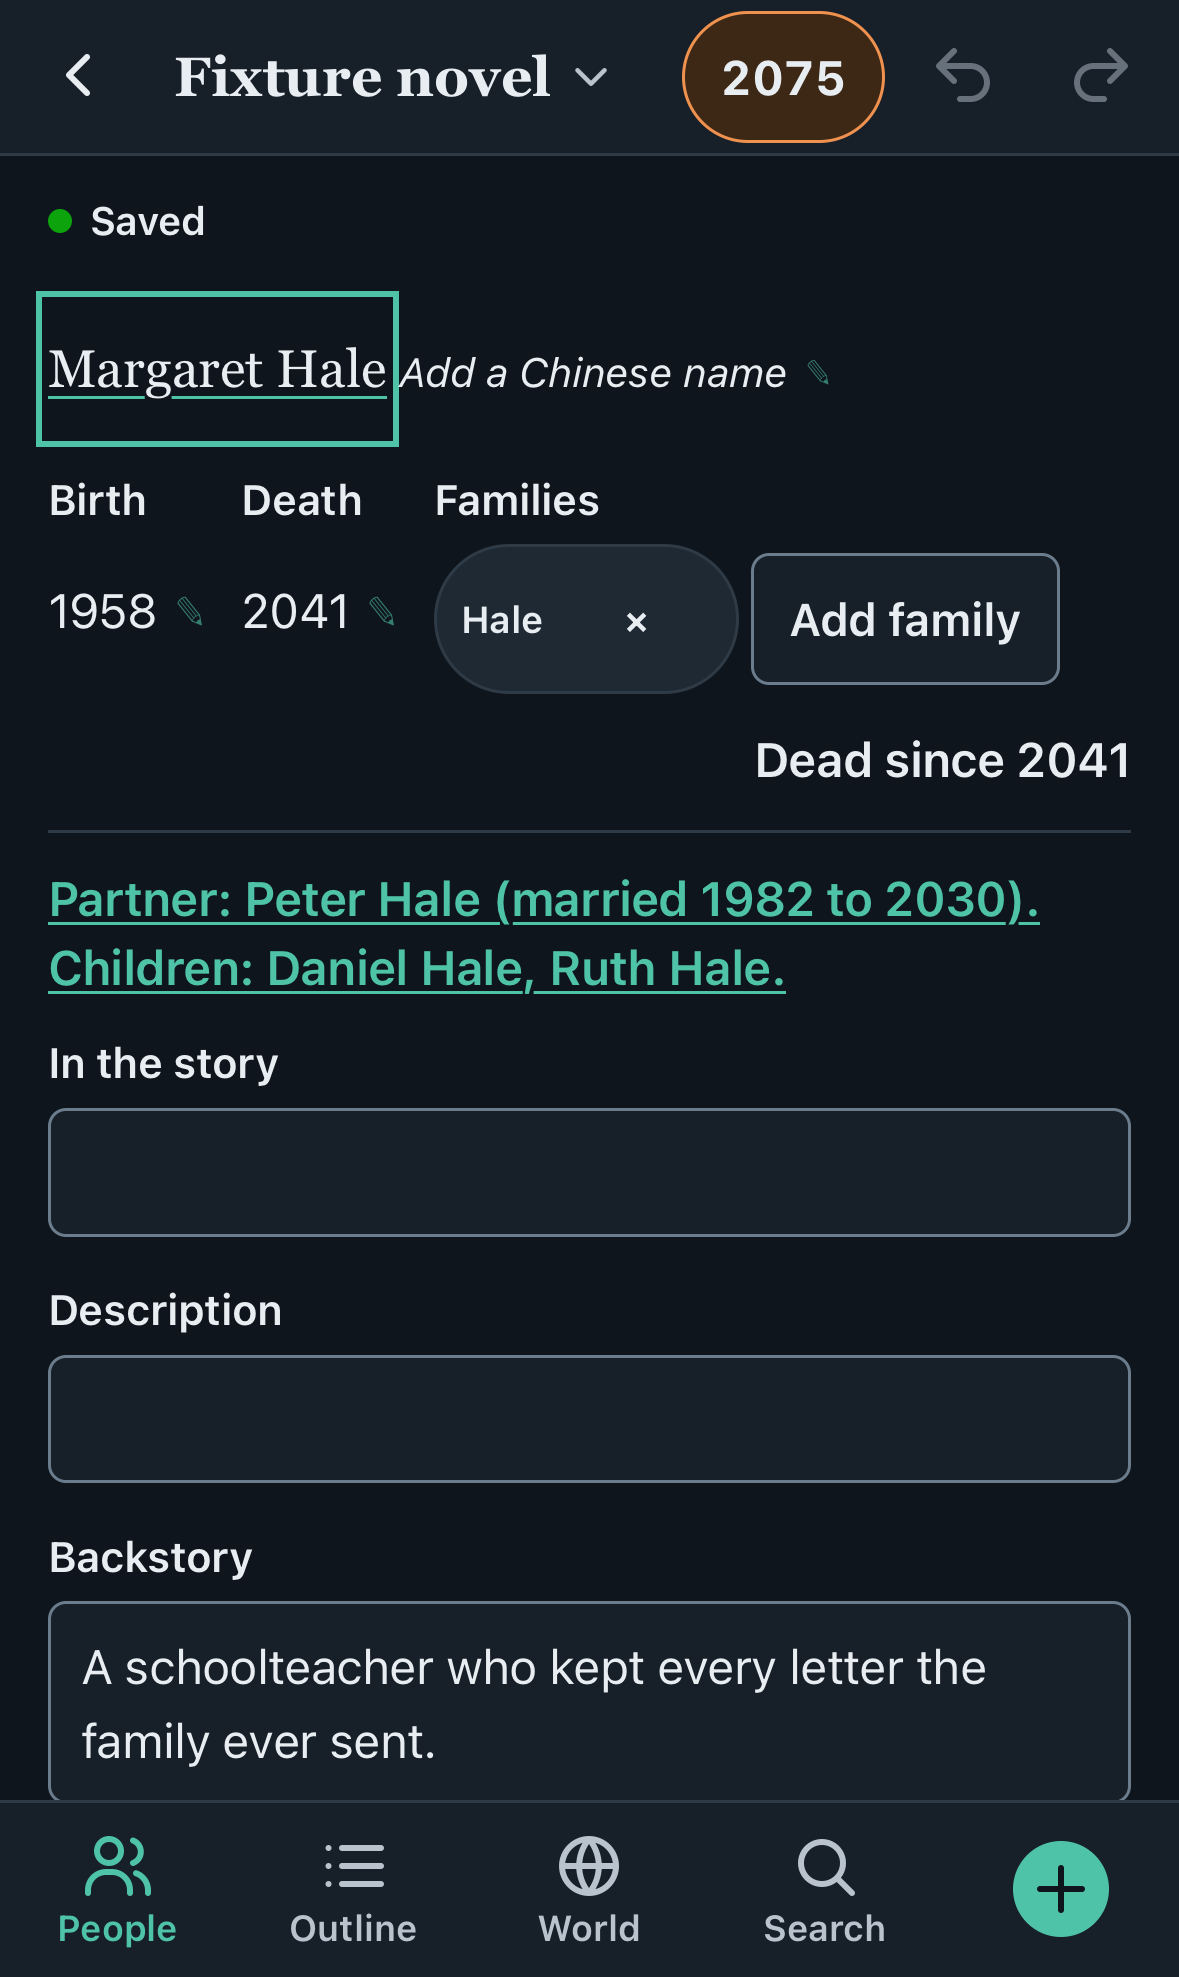 Fixture novel
2075
Saved
Margaret Hale Add a Chinese name
Birth Death Families
1958 2041 Hale × Add family
Dead since 2041
Partner: Peter Hale (married 1982 to 2030).
Children: Daniel Hale, Ruth Hale.
In the story
Description
Backstory
A schoolteacher who kept every letter the
family ever sent.
People Outline World Search